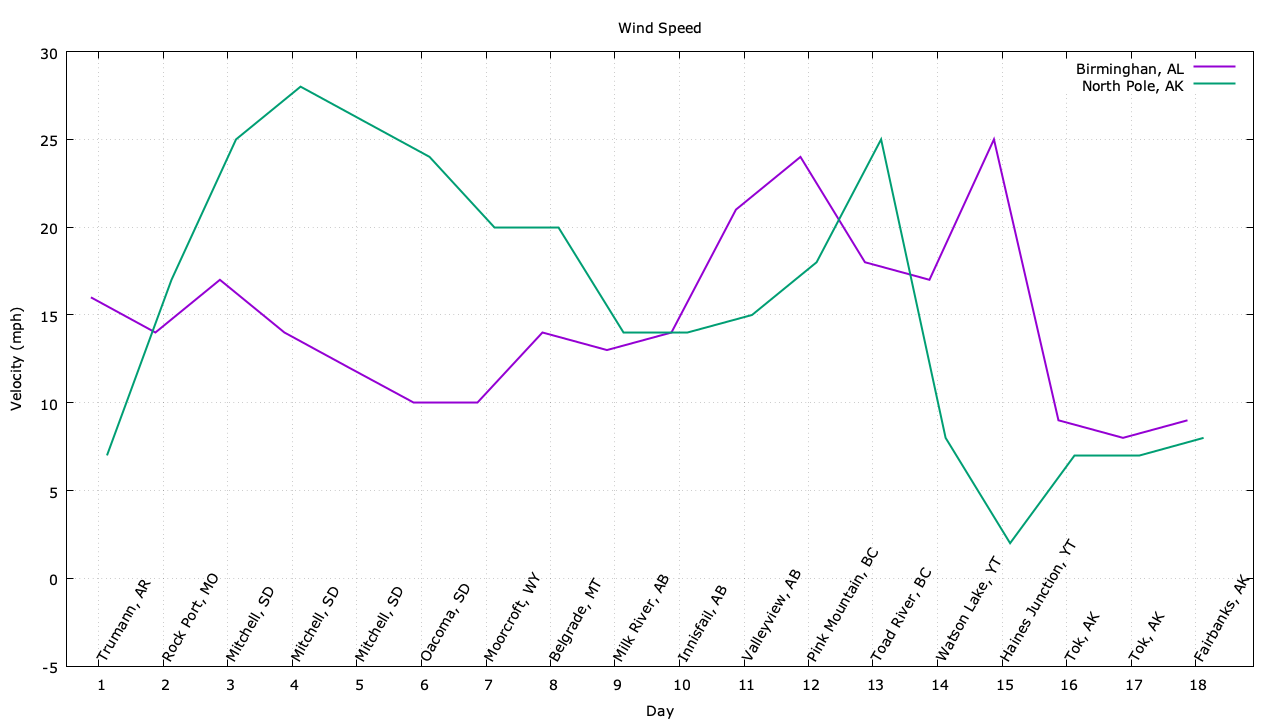 Wind Speed
Birminghan, AL
North Pole, AK
30
25
20
15
10
5
0
-5
Velocity (mph)
Trumann, AR
Rock Port, MO
Mitchell, SD
Mitchell, SD
Mitchell, SD
Oacoma, SD
Moorcroft, WY
Belgrade, MT
Milk River, AB
Innisfail, AB
Valleyview, AB
Pink Mountain, BC
Toad River, BC
Watson Lake, YT
Haines Junction, YT
Tok, AK
Tok, AK
Fairbanks, AK
1 2 3 4 5 6 7 8 9 10 11 12 13 14 15 16 17 18
Day